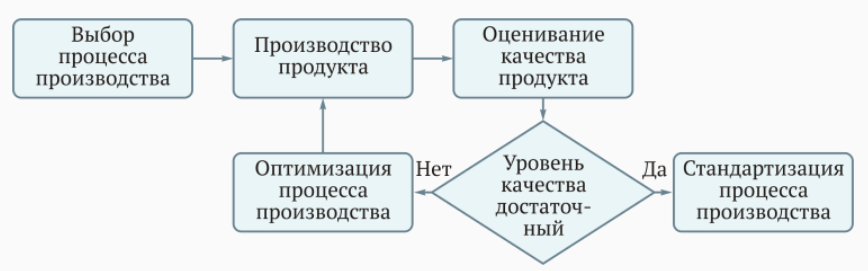 Выбор
процесса
производства
Производство
продукта
Оценивание
качества
продукта
Оптимизация
процесса
производства
Нет
Уровень
качества
достаточ-
ный
Да
Стандартизация
процесса
производства